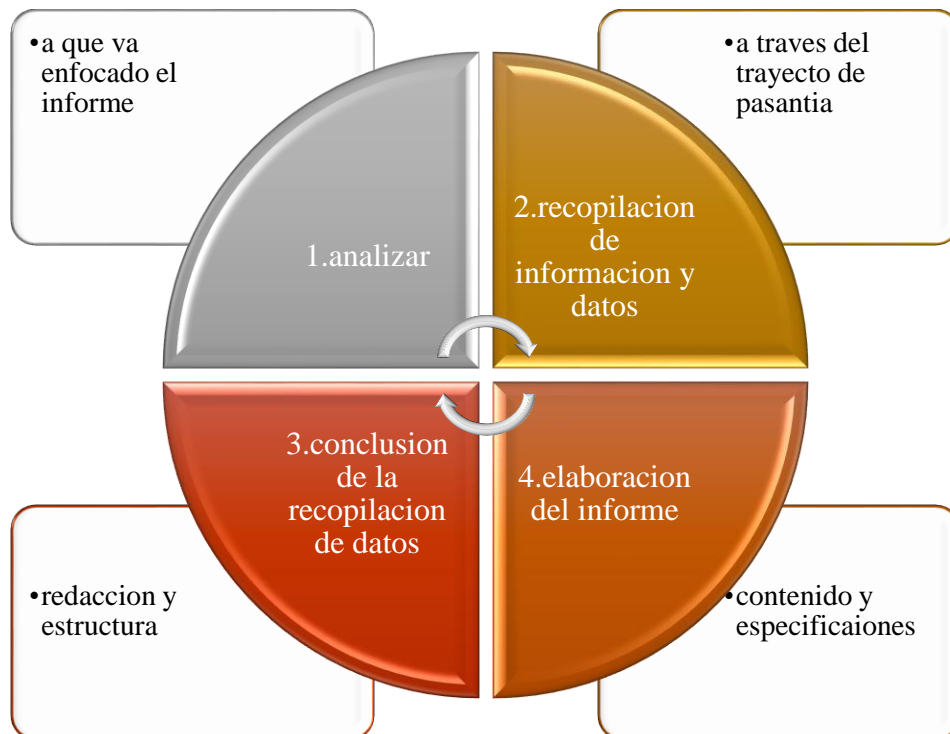 •a que va
enfocado el
informe
•a traves del
trayecto de
pasantia
1.analizar
2.recopilacion
de
informacion y
datos
3.conclusion
de la
recopilacion
de datos
4.elaboracion
del informe
•redaccion y
estructura
•contenido y
especificaiones